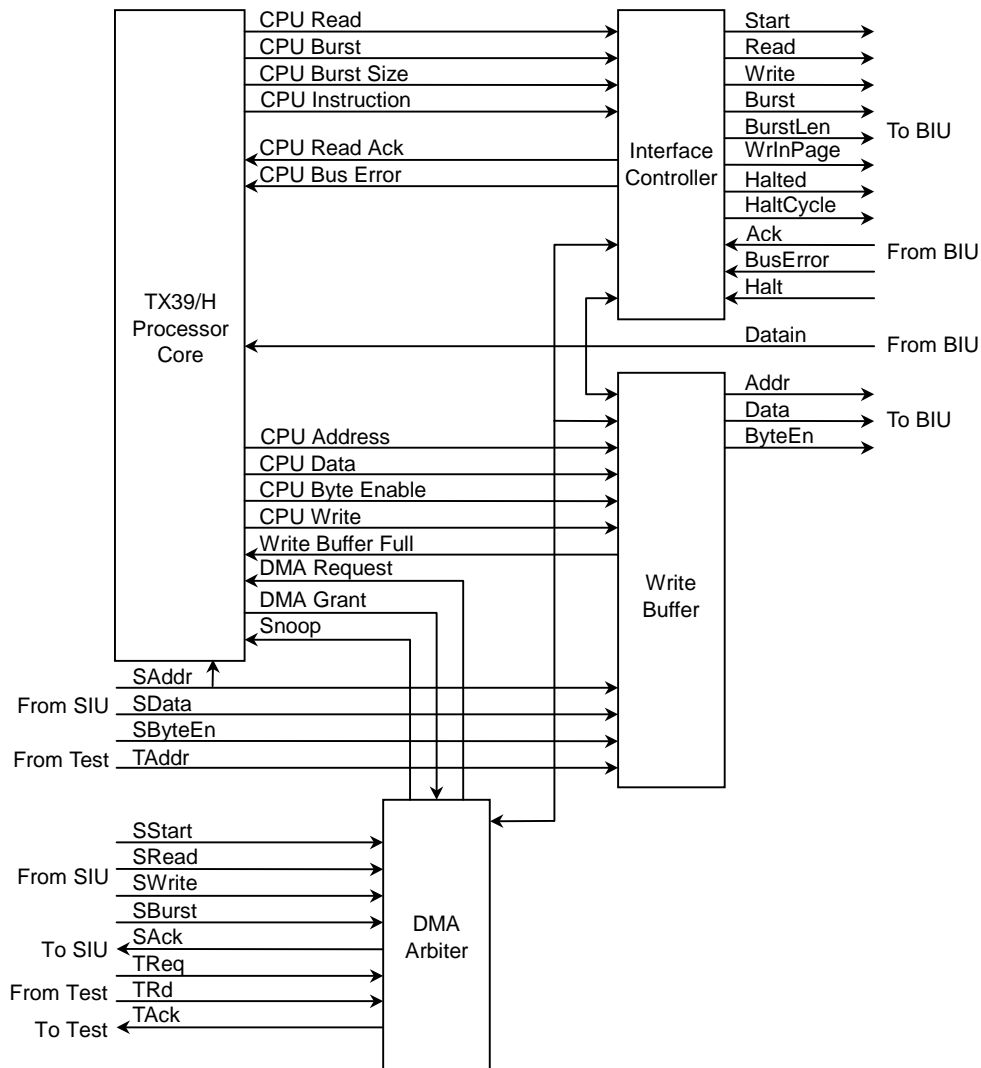 CPU Read
CPU Burst
CPU Burst Size
CPU Instruction
CPU Read Ack
CPU Bus Error
TX39/H
Processor
Core
Interface
Controller
Start
Read
Write
Burst
BurstLen
WrInPage
Halted
HaltCycle
To BIU
Ack
BusError
Halt
From BIU
Datain
From BIU
Addr
Data
ByteEn
To BIU
CPU Address
CPU Data
CPU Byte Enable
CPU Write
Write Buffer Full
DMA Request
DMA Grant
Snoop
Write
Buffer
SAddr
From SIU
SData
SByteEn
From Test
TAddr
SStart
SRead
From SIU
SWrite
SBurst
To SIU
SAck
TReq
From Test
TRd
To Test
TAck
DMA
Arbiter